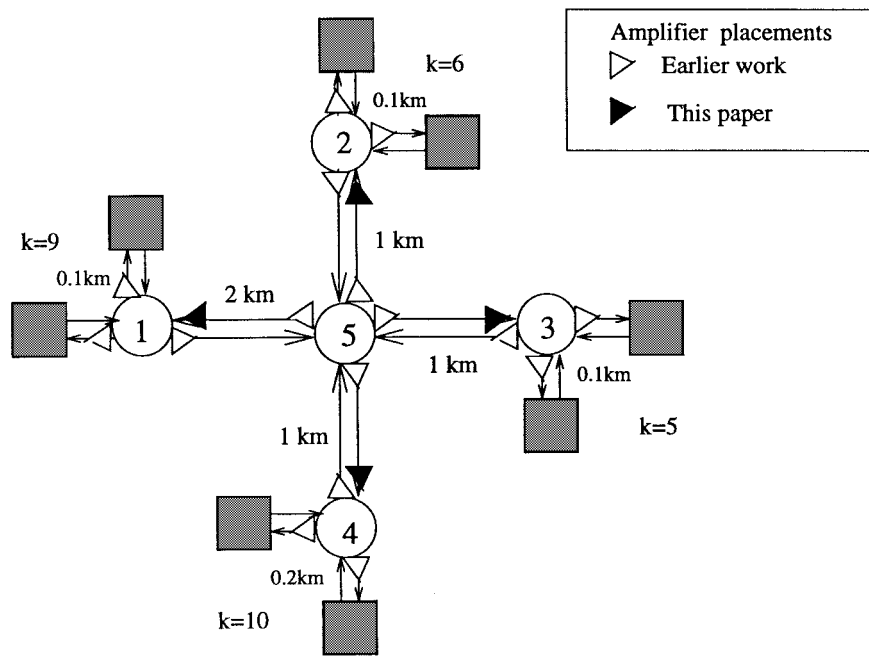 Amplifier placements
Earlier work
This paper
k=6
0.1km
2
1 km
k=9
0.1km
2 km
1
5
3
1 km
0.1km
k=5
1 km
4
0.2km
k=10